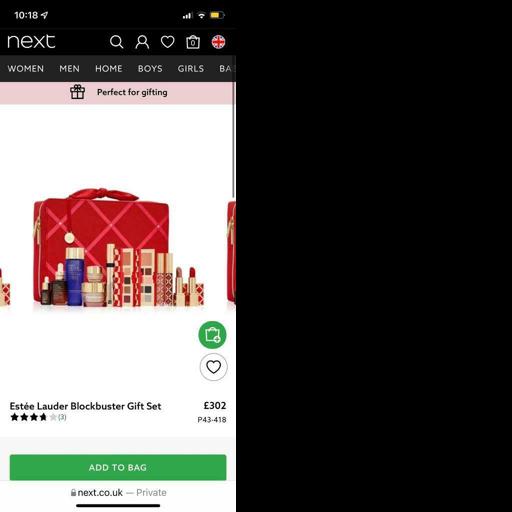 10:18
next
0
WOMEN MEN HOME BOYS GIRLS BA
Perfect for gifting
Estée Lauder Blockbuster Gift Set
£302
(3)
P43-418
ADD TO BAG
next.co.uk — Private